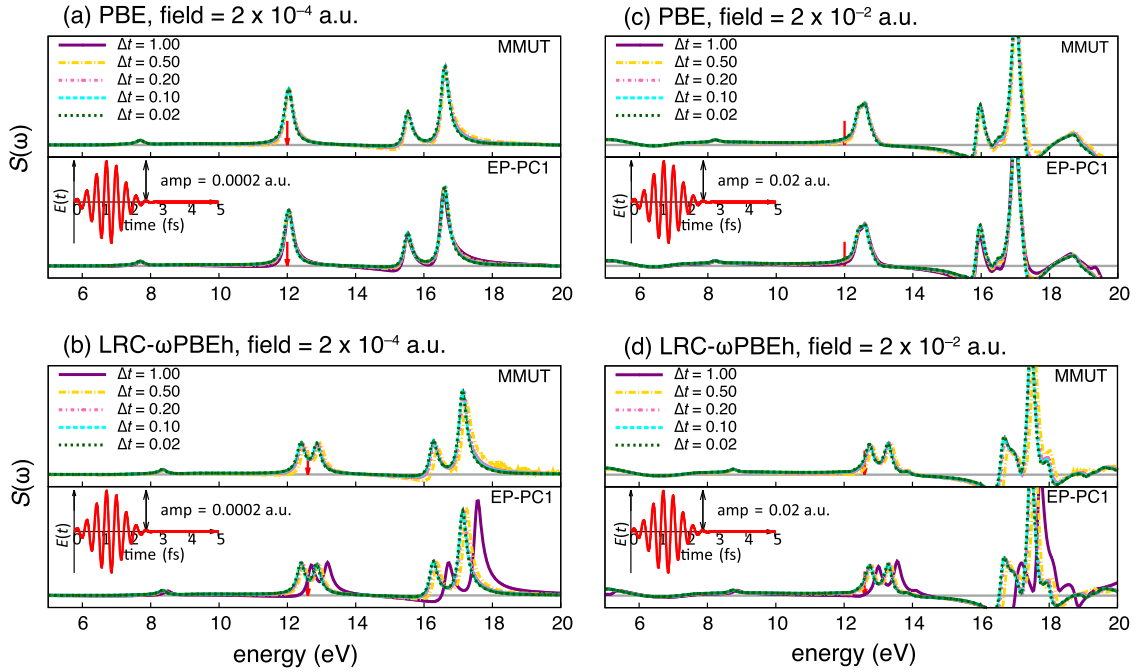 (a) PBE, field = 2 x 10⁻⁴ a.u.
MMUT
Δt = 1.00
Δt = 0.50
Δt = 0.20
Δt = 0.10
Δt = 0.02
S(ω)
EP-PC1
amp = 0.0002 a.u.
E(t)
0 1 2 3 4 5
time (fs)
6 8 10 12 14 16 18 20
(b) LRC-ωPBEh, field = 2 x 10⁻⁴ a.u.
MMUT
Δt = 1.00
Δt = 0.50
Δt = 0.20
Δt = 0.10
Δt = 0.02
S(ω)
EP-PC1
amp = 0.0002 a.u.
E(t)
0 1 2 3 4 5
time (fs)
6 8 10 12 14 16 18 20
energy (eV)
(c) PBE, field = 2 x 10⁻² a.u.
MMUT
Δt = 1.00
Δt = 0.50
Δt = 0.20
Δt = 0.10
Δt = 0.02
EP-PC1
amp = 0.02 a.u.
E(t)
0 1 2 3 4 5
time (fs)
6 8 10 12 14 16 18 20
(d) LRC-ωPBEh, field = 2 x 10⁻² a.u.
MMUT
Δt = 1.00
Δt = 0.50
Δt = 0.20
Δt = 0.10
Δt = 0.02
EP-PC1
amp = 0.02 a.u.
E(t)
0 1 2 3 4 5
time (fs)
6 8 10 12 14 16 18 20
energy (eV)